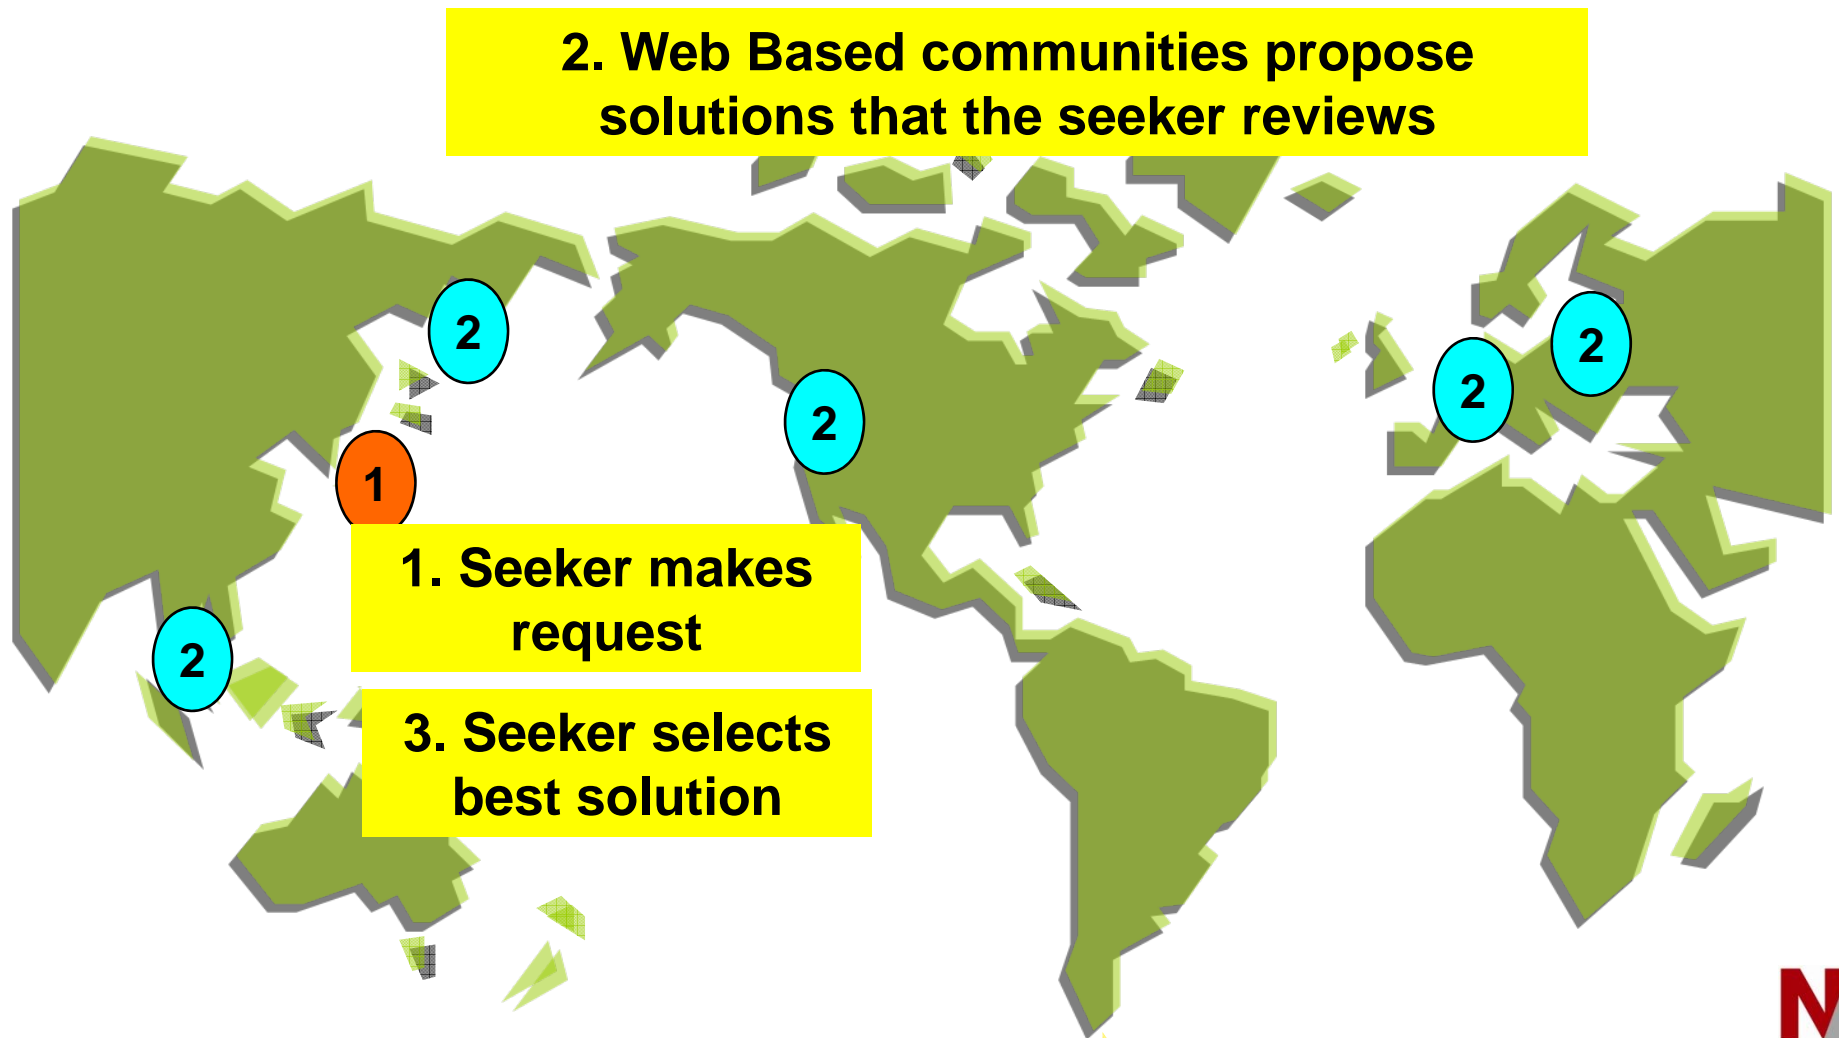 2. Web Based communities propose
solutions that the seeker reviews
2
2
2
2
1
1. Seeker makes
request
2
3. Seeker selects
best solution
N